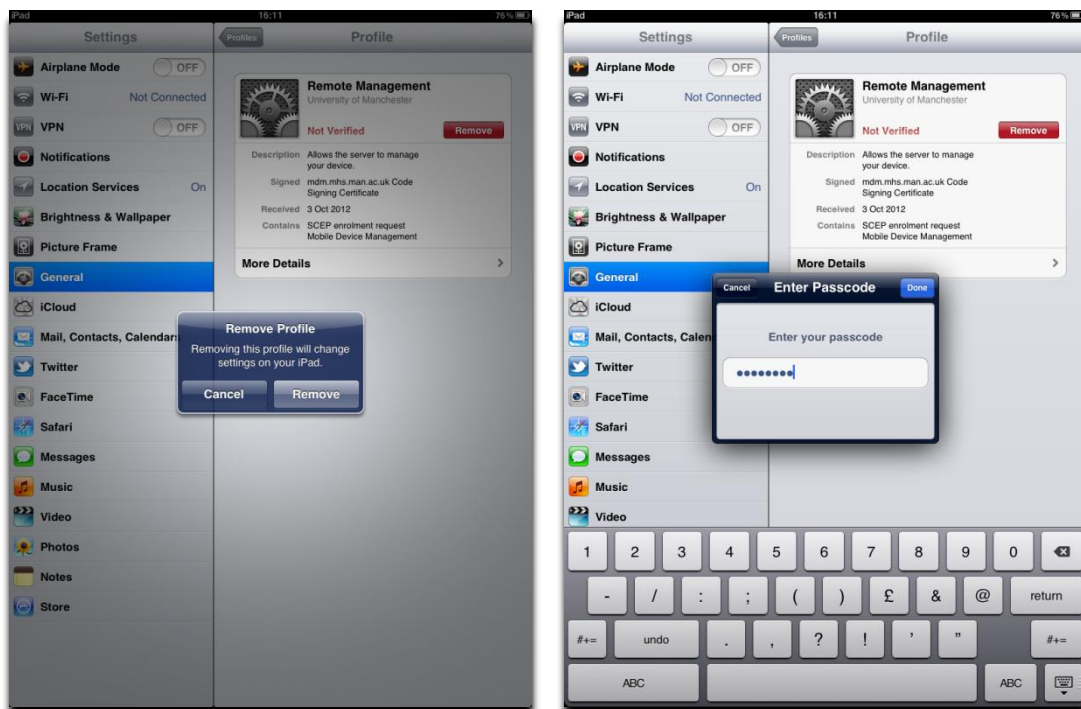 iPad 16:11 76%
Settings
Profiles Profile
Airplane Mode OFF
Wi-Fi Not Connected
VPN VPN OFF
Notifications
Location Services On
Brightness & Wallpaper
Picture Frame
General
iCloud
Mail, Contacts, Calendars
Twitter
FaceTime
Safari
Messages
Music
Video
Photos
Notes
Store
Remote Management
University of Manchester
Not Verified Remove
Description Allows the server to manage
your device.
Signed mdm.mhs.man.ac.uk Code
Signing Certificate
Received 3 Oct 2012
Contains SCEP enrolment request
Mobile Device Management
More Details
Remove Profile
Removing this profile will change
settings on your iPad.
Cancel Remove
iPad 16:11 76%
Settings
Profiles Profile
Airplane Mode OFF
Wi-Fi Not Connected
VPN VPN OFF
Notifications
Location Services On
Brightness & Wallpaper
Picture Frame
General
iCloud
Mail, Contacts, Calen
Twitter
FaceTime
Safari
Messages
Music
Video
Remote Management
University of Manchester
Not Verified Remove
Description Allows the server to manage
your device.
Signed mdm.mhs.man.ac.uk Code
Signing Certificate
Received 3 Oct 2012
Contains SCEP enrolment request
Mobile Device Management
More Details
Cancel Enter Passcode Done
Enter your passcode
••••••••
1 2 3 4 5 6 7 8 9 0
- / : ; ( ) £ & @ return
#+= undo . , ? ! ' " #+=
ABC ABC